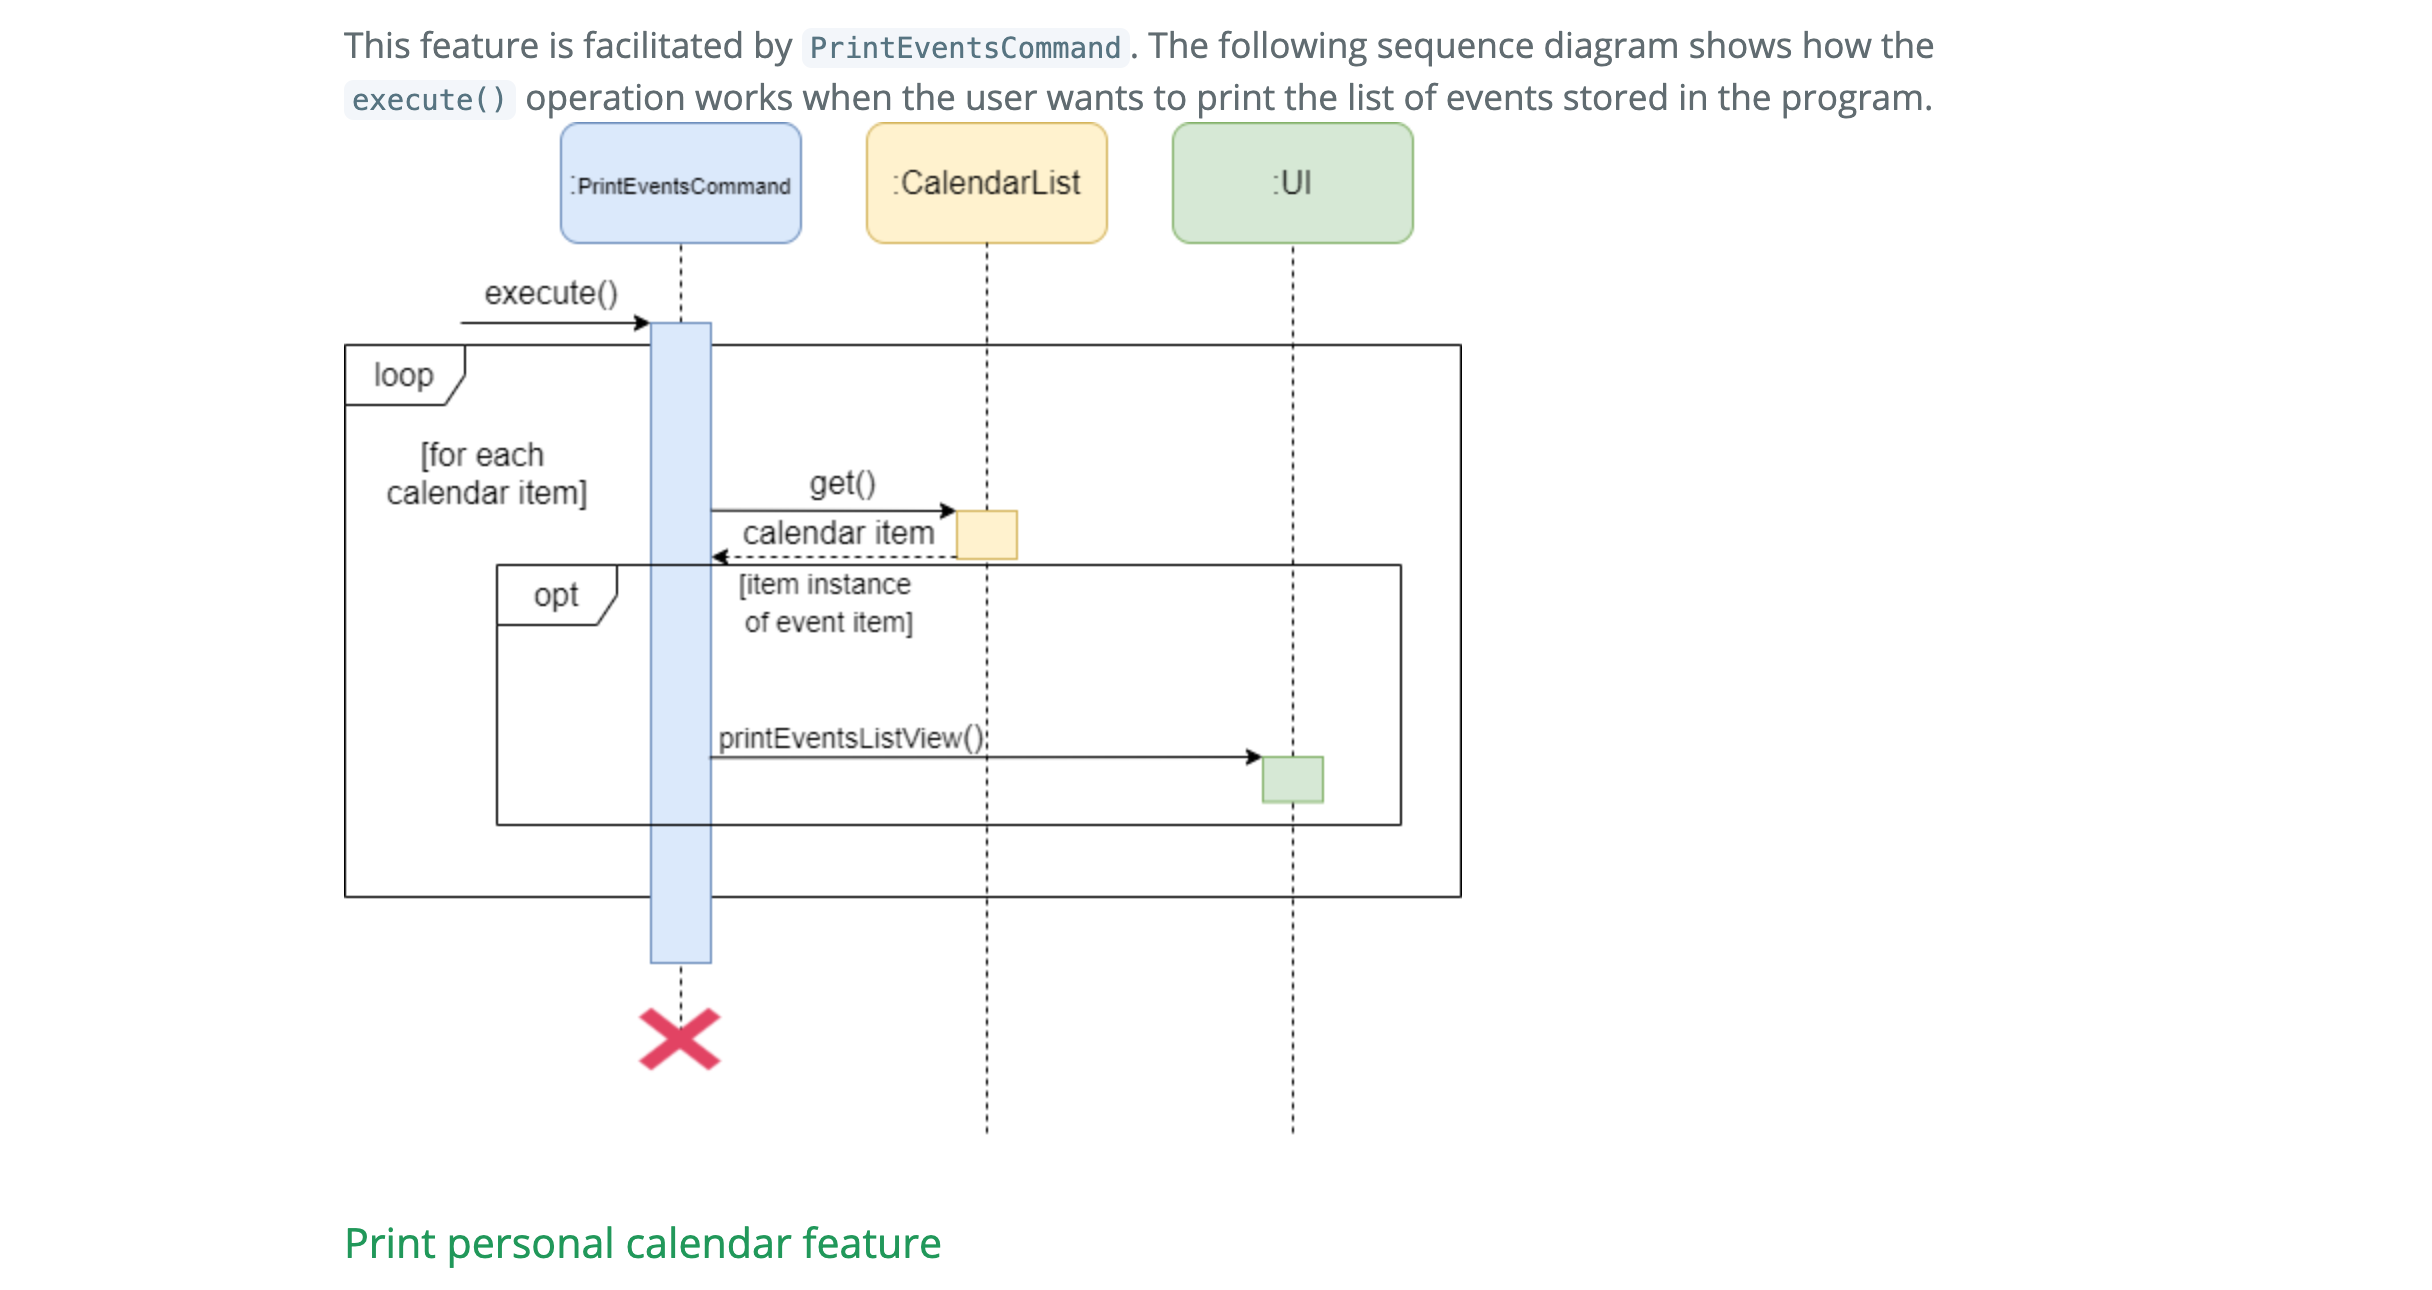 This feature is facilitated by PrintEventsCommand. The following sequence diagram shows how the
execute() operation works when the user wants to print the list of events stored in the program.
:PrintEventsCommand
:CalendarList
:UI
execute()
loop
[for each
calendar item]
get()
calendar item
opt
[item instance
of event item]
printEventsListView()
Print personal calendar feature